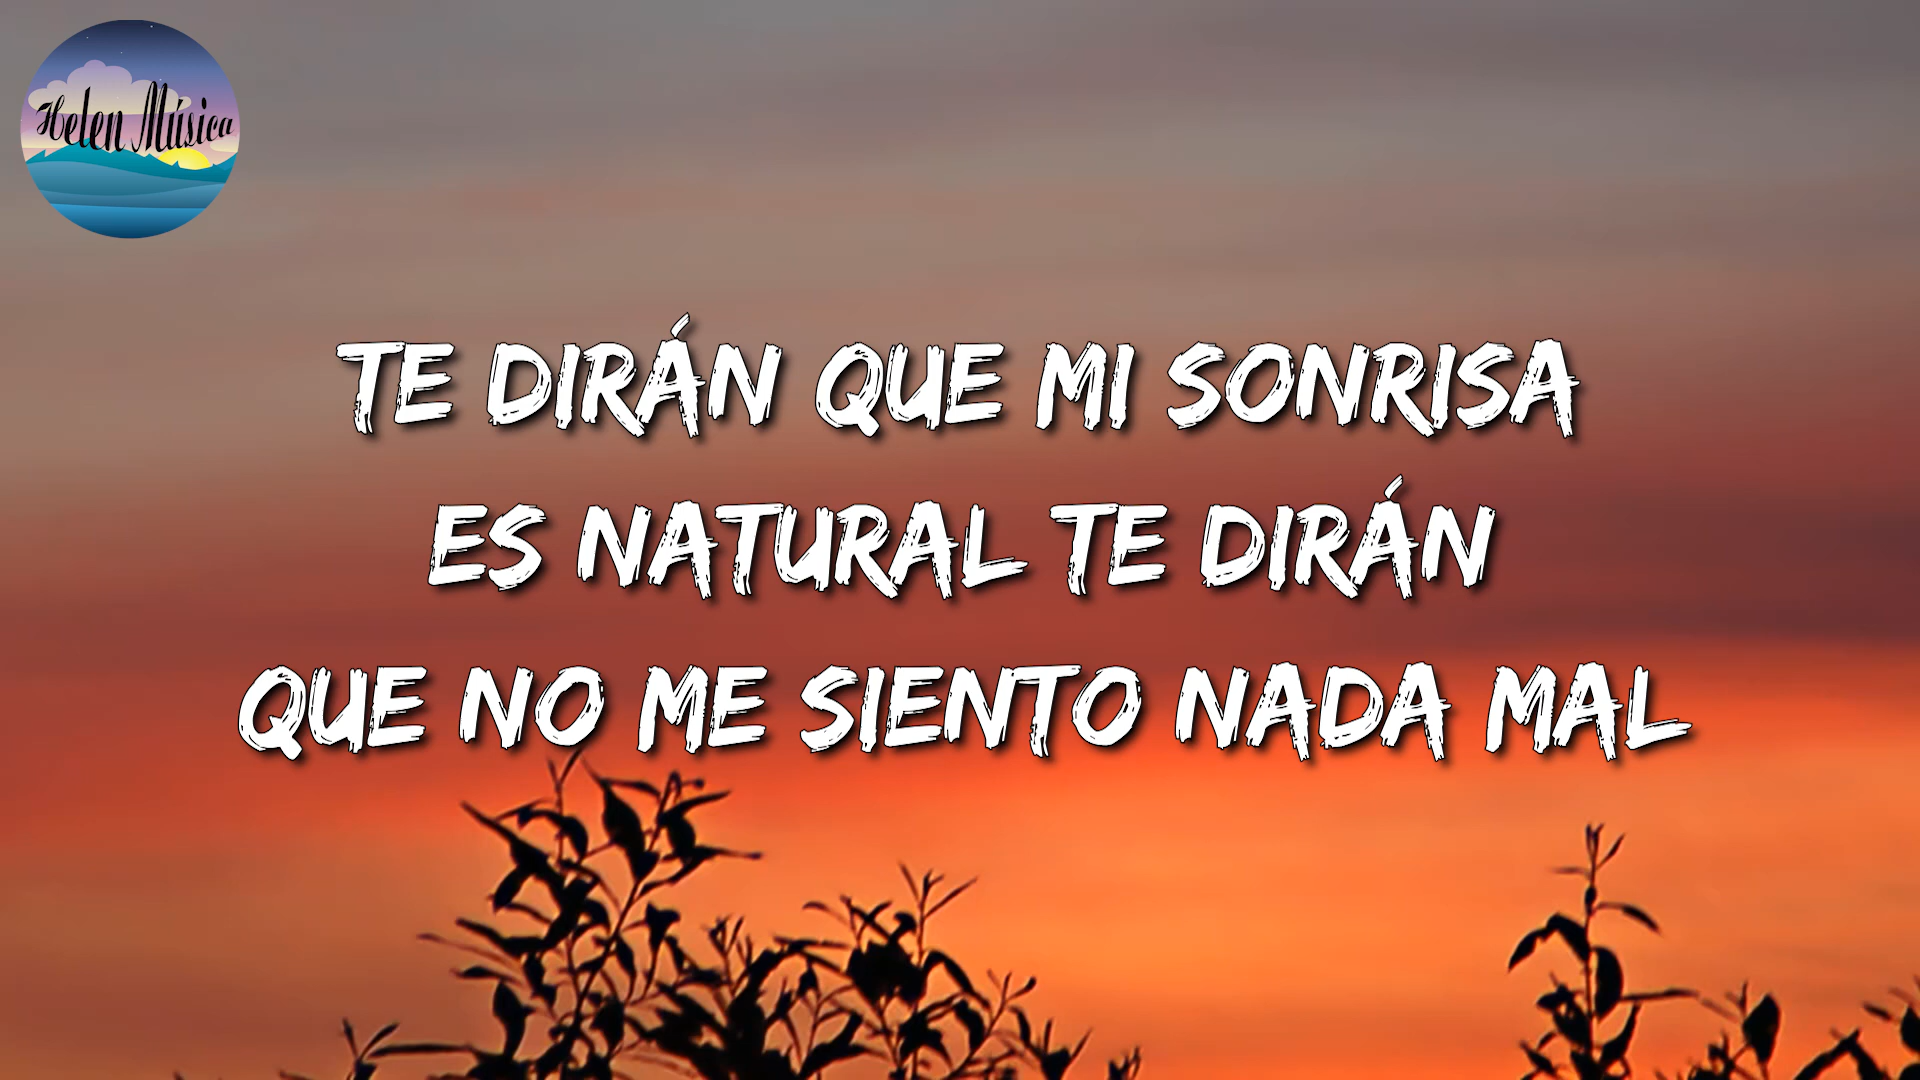 Helen Música
TE DIRÁN QUE MI SONRISA
ES NATURAL TE DIRÁN
QUE NO ME SIENTO NADA MAL